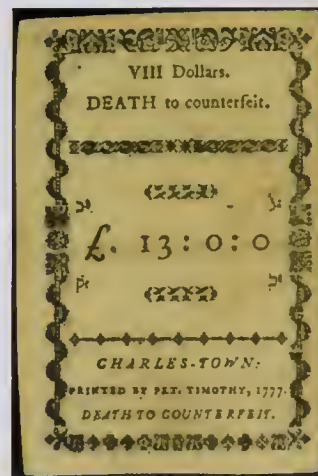 VIII Dollars.
DEATH to counterfeit.
£. 13 : 0 : 0
CHARLES-TOWN:
PRINTED BY PET. TIMOTHY, 1777.
DEATH TO COUNTERFEIT.